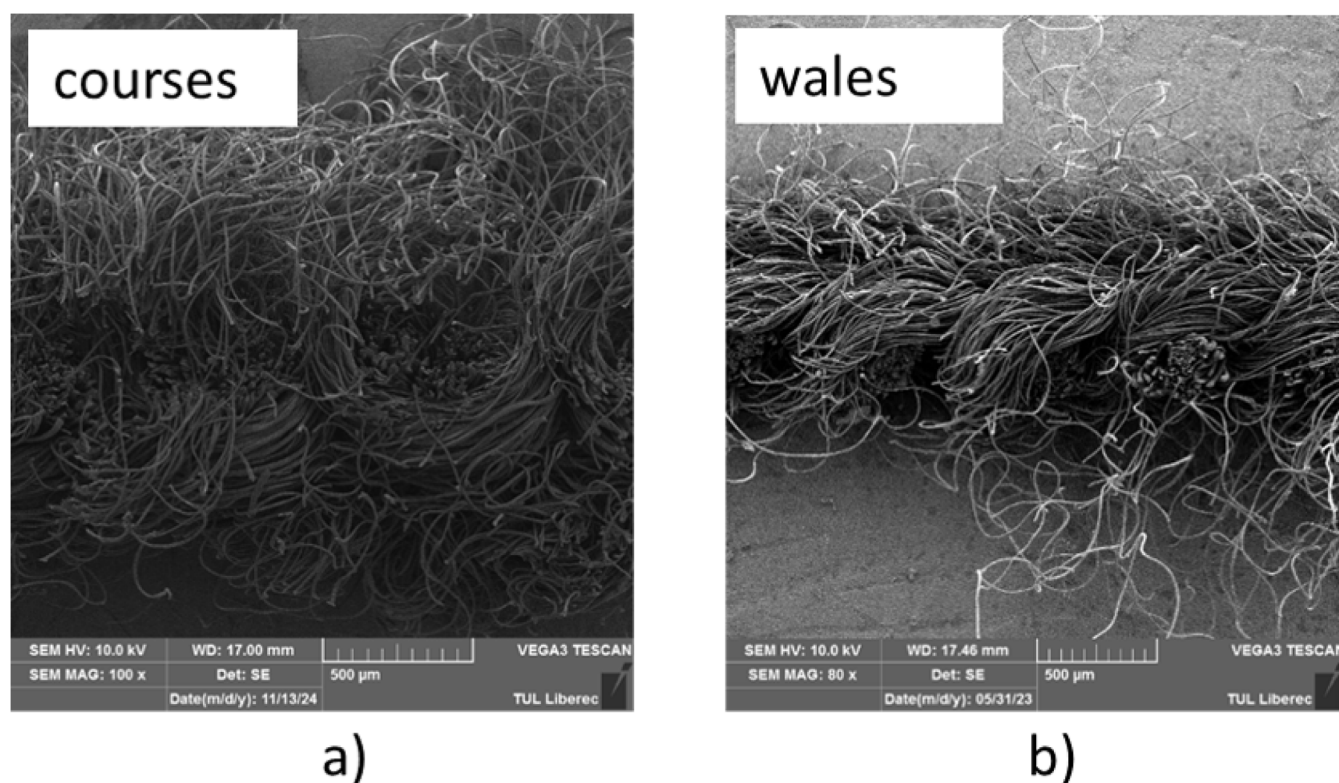 courses
SEM HV: 10.0 kV WD: 17.00 mm VEGA3 TESCAN
SEM MAG: 100 x Det: SE 500 µm
Date(m/d/y): 11/13/24 TUL Liberec
a)
wales
SEM HV: 10.0 kV WD: 17.46 mm VEGA3 TESCAN
SEM MAG: 80 x Det: SE 500 µm
Date(m/d/y): 05/31/23 TUL Liberec
b)